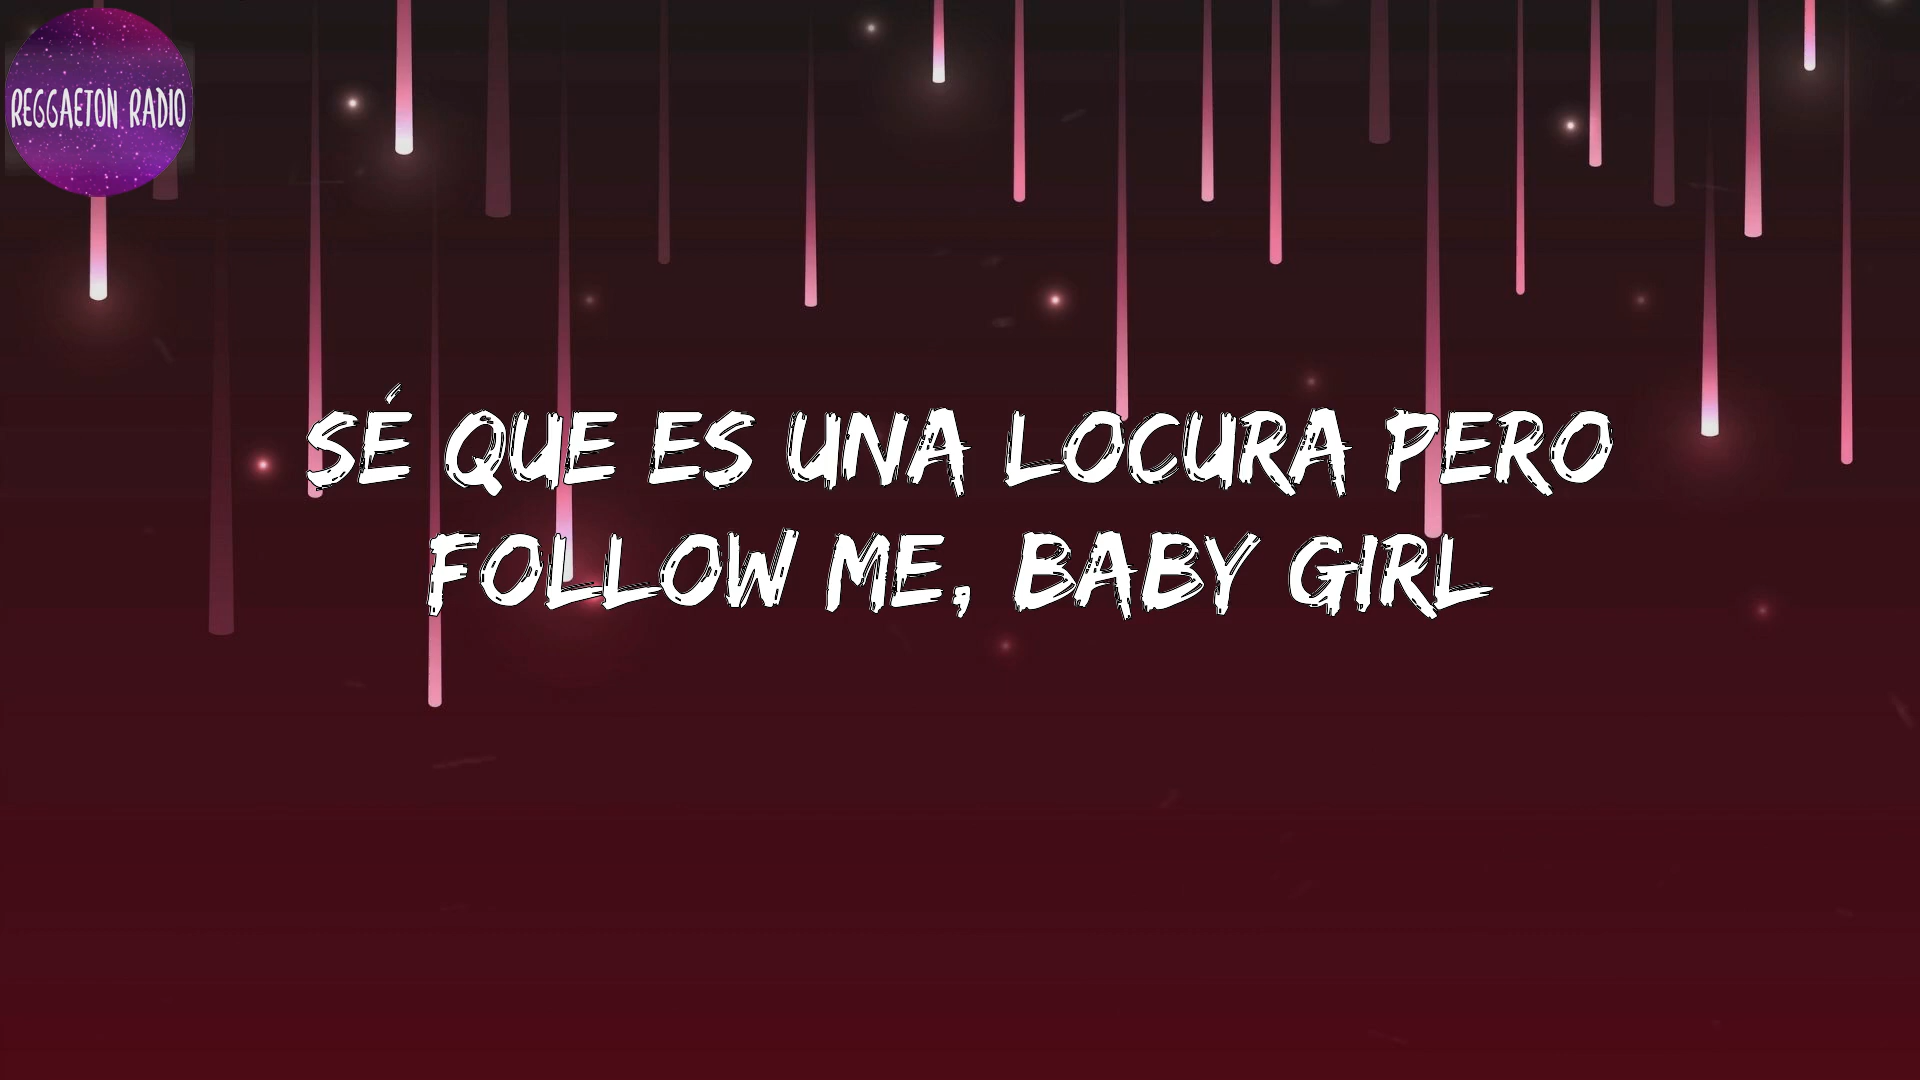 REGGAETON RADIO
SÉ QUE ES UNA LOCURA PERO
FOLLOW ME, BABY GIRL